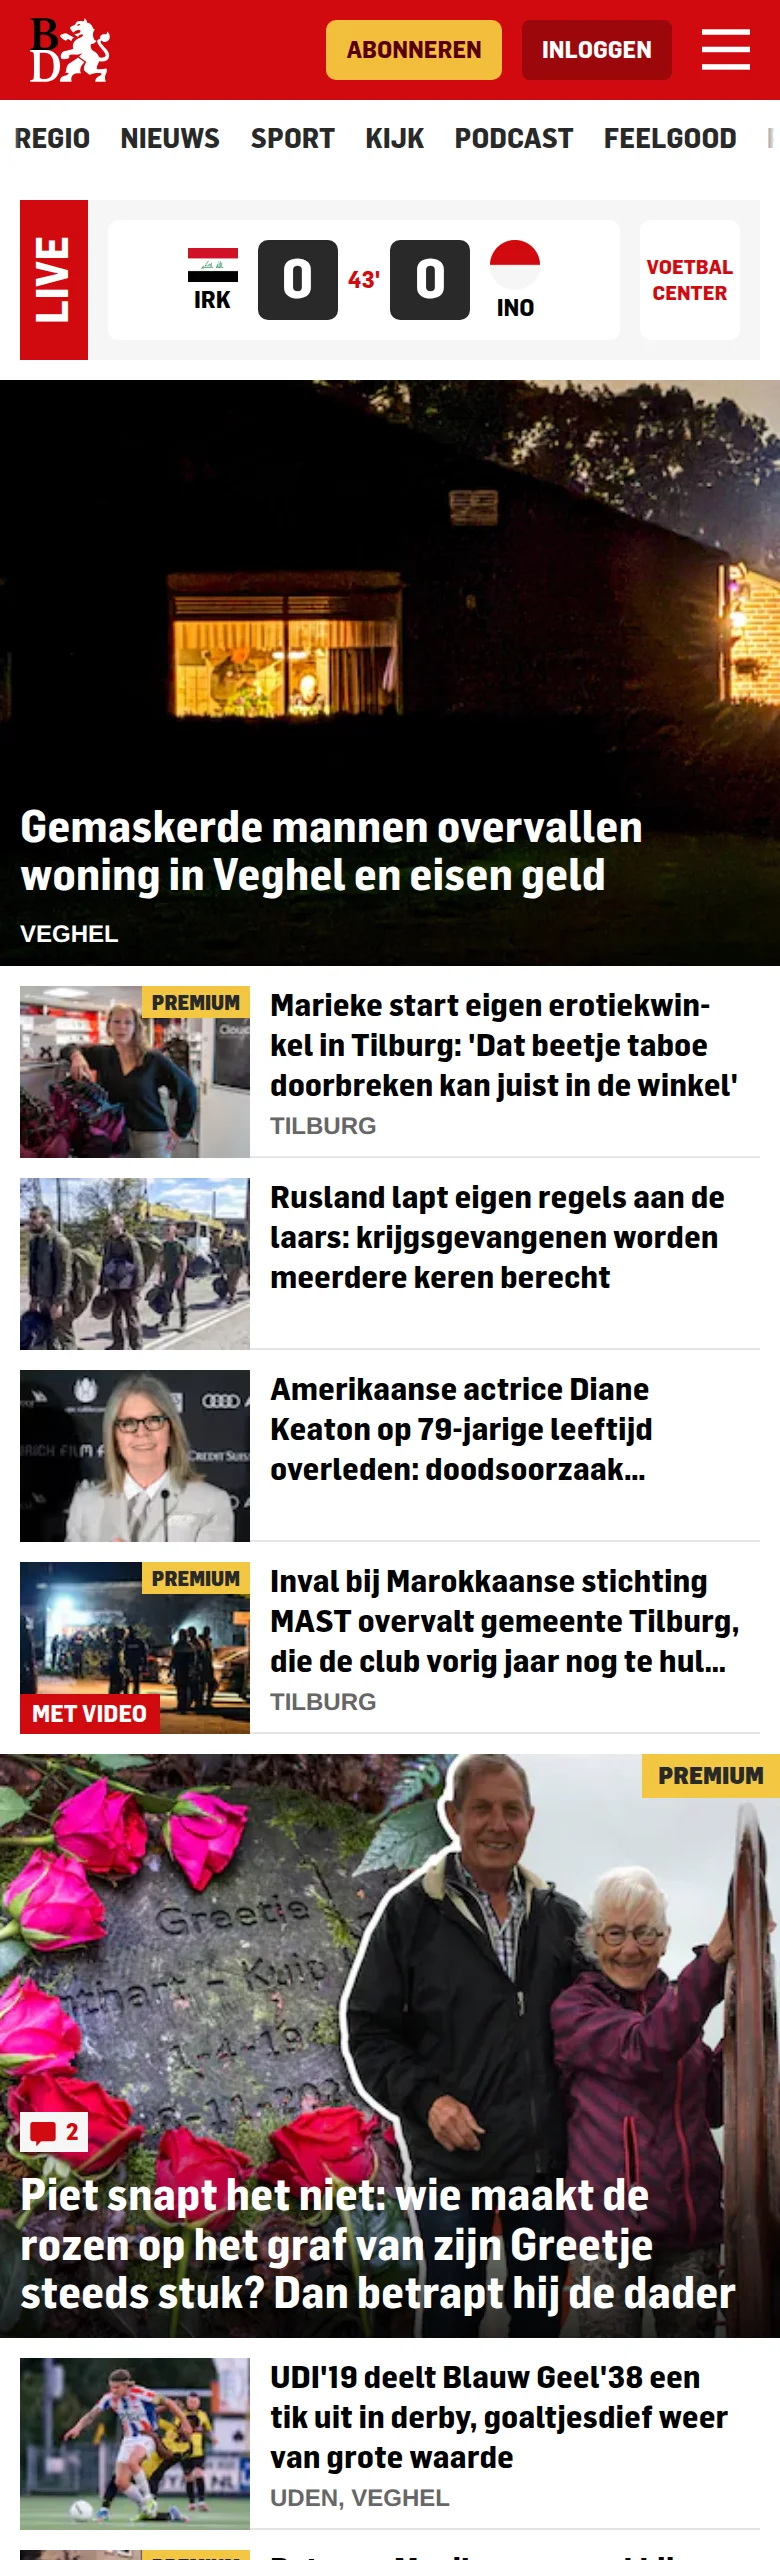 B
D
ABONNEREN
INLOGGEN
REGIO NIEUWS SPORT KIJK PODCAST FEELGOOD
LIVE
IRK
0
43'
0
INO
VOETBAL
CENTER
Gemaskerde mannen overvallen
woning in Veghel en eisen geld
VEGHEL
PREMIUM
Marieke start eigen erotiekwin-
kel in Tilburg: 'Dat beetje taboe
doorbreken kan juist in de winkel'
TILBURG
Rusland lapt eigen regels aan de
laars: krijgsgevangenen worden
meerdere keren berecht
CREDIT SUIS
Amerikaanse actrice Diane
Keaton op 79-jarige leeftijd
overleden: doodsoorzaak...
PREMIUM
MET VIDEO
Inval bij Marokkaanse stichting
MAST overvalt gemeente Tilburg,
die de club vorig jaar nog te hul...
TILBURG
PREMIUM
Greetje
Kuip
2
Piet snapt het niet: wie maakt de
rozen op het graf van zijn Greetje
steeds stuk? Dan betrapt hij de dader
UDI'19 deelt Blauw Geel'38 een
tik uit in derby, goaltjesdief weer
van grote waarde
UDEN, VEGHEL